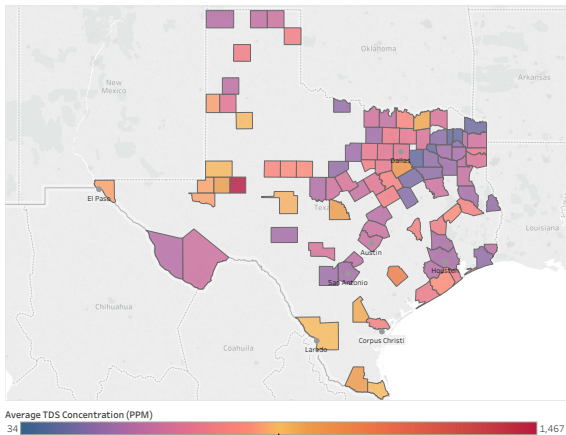 Oklahoma
New
Mexico
Arkansas
Dallas
El Paso
Texas
Louisiana
Austin
Houston
San Antonio
Chihuahua
Coahuila
Laredo
Corpus Christi
Average TDS Concentration (PPM)
34
1,467